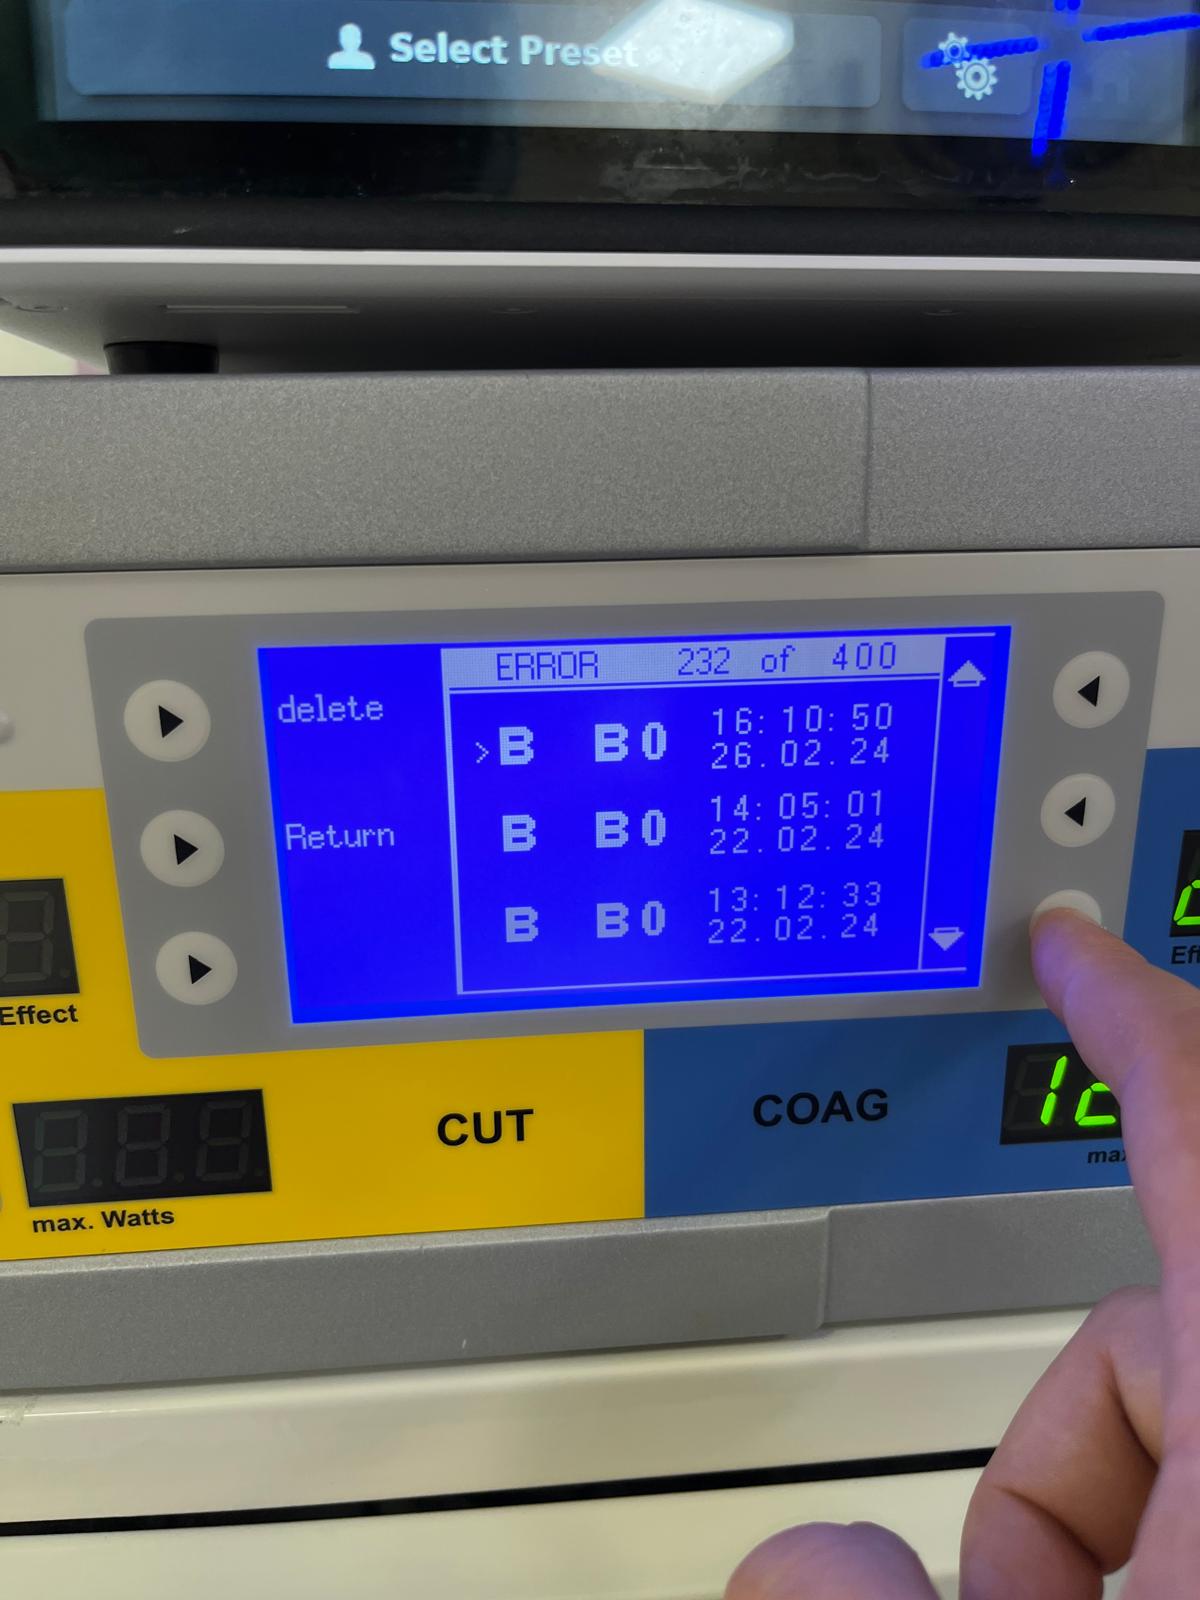 Select Preset
ERROR 232 of 400
delete
>B B0 16:10:50
26.02.24
Return
B B0 14:05:01
22.02.24
B B0 13:12:33
22.02.24
Effect
CUT
COAG
max. Watts